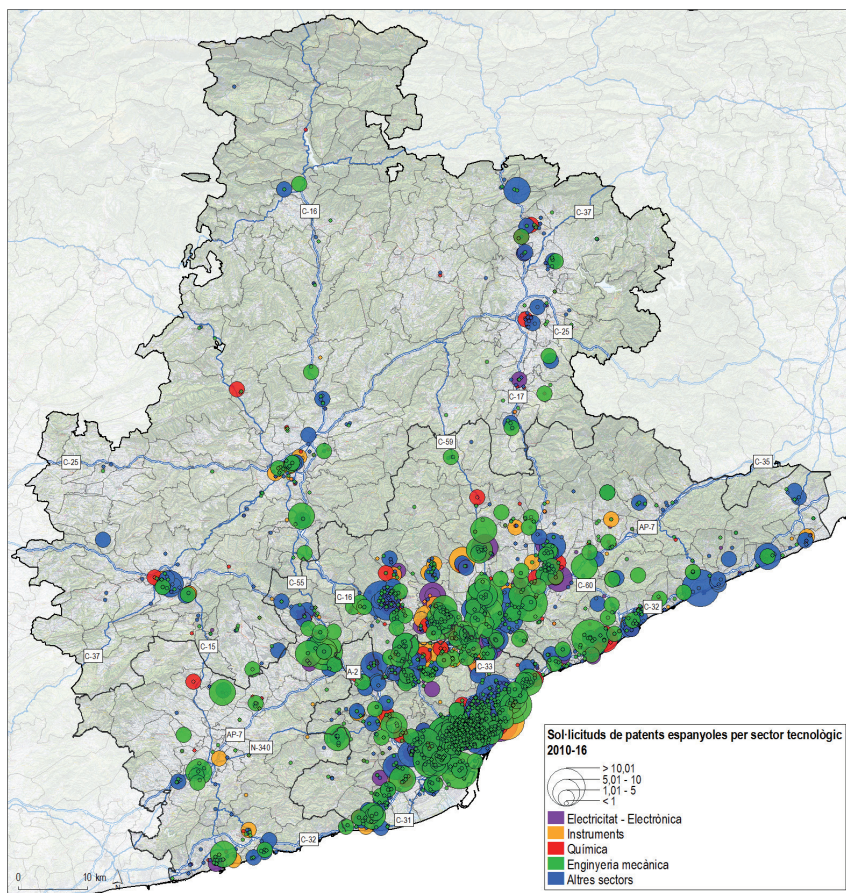 C-16
C-37
C-25
C-17
C-59
C-25
C-35
AP-7
C-55
C-16
C-60
C-32
C-37
C-15
A-2
C-33
AP-7
N-340
C-31
C-32
0 10 km
Sol·licituds de patents espanyoles per sector tecnològic
2010-16
> 10,01
5,01 - 10
1,01 - 5
< 1
Electricitat - Electrònica
Instruments
Química
Enginyeria mecànica
Altres sectors